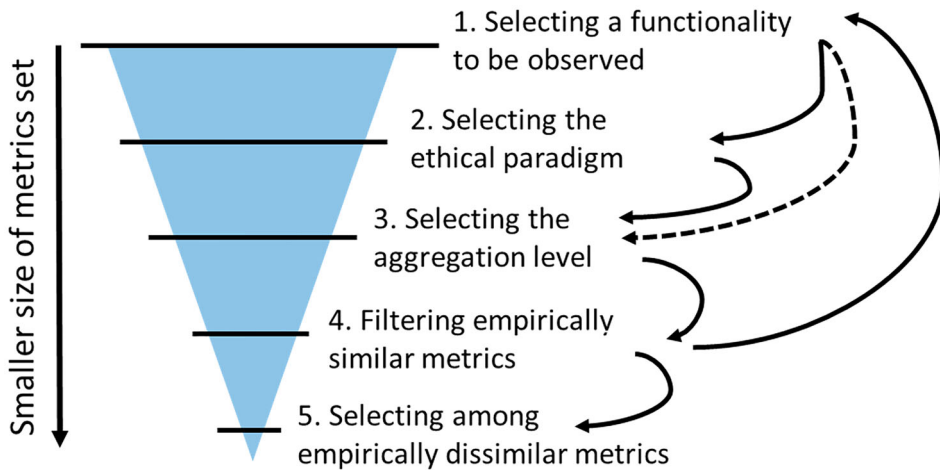 Smaller size of metrics set
1. Selecting a functionality
to be observed
2. Selecting the
ethical paradigm
3. Selecting the
aggregation level
4. Filtering empirically
similar metrics
5. Selecting among
empirically dissimilar metrics